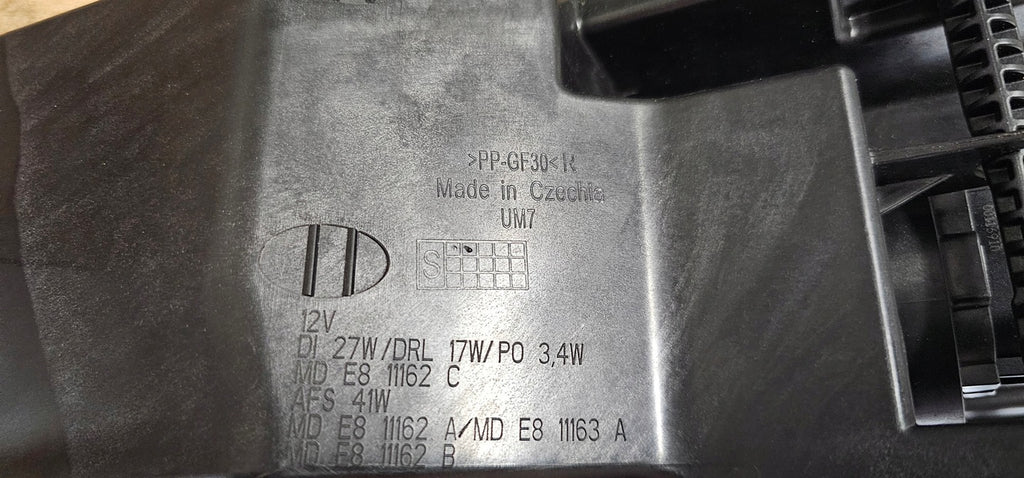 >PP-GF30<
Made in Czechia
UM7
S
12V
DI 27W/DRL 17W/PO 3,4W
MD E8 11162 C
AFS 41W
MD E8 11162 A/MD E8 11163 A
MD E8 11162 B